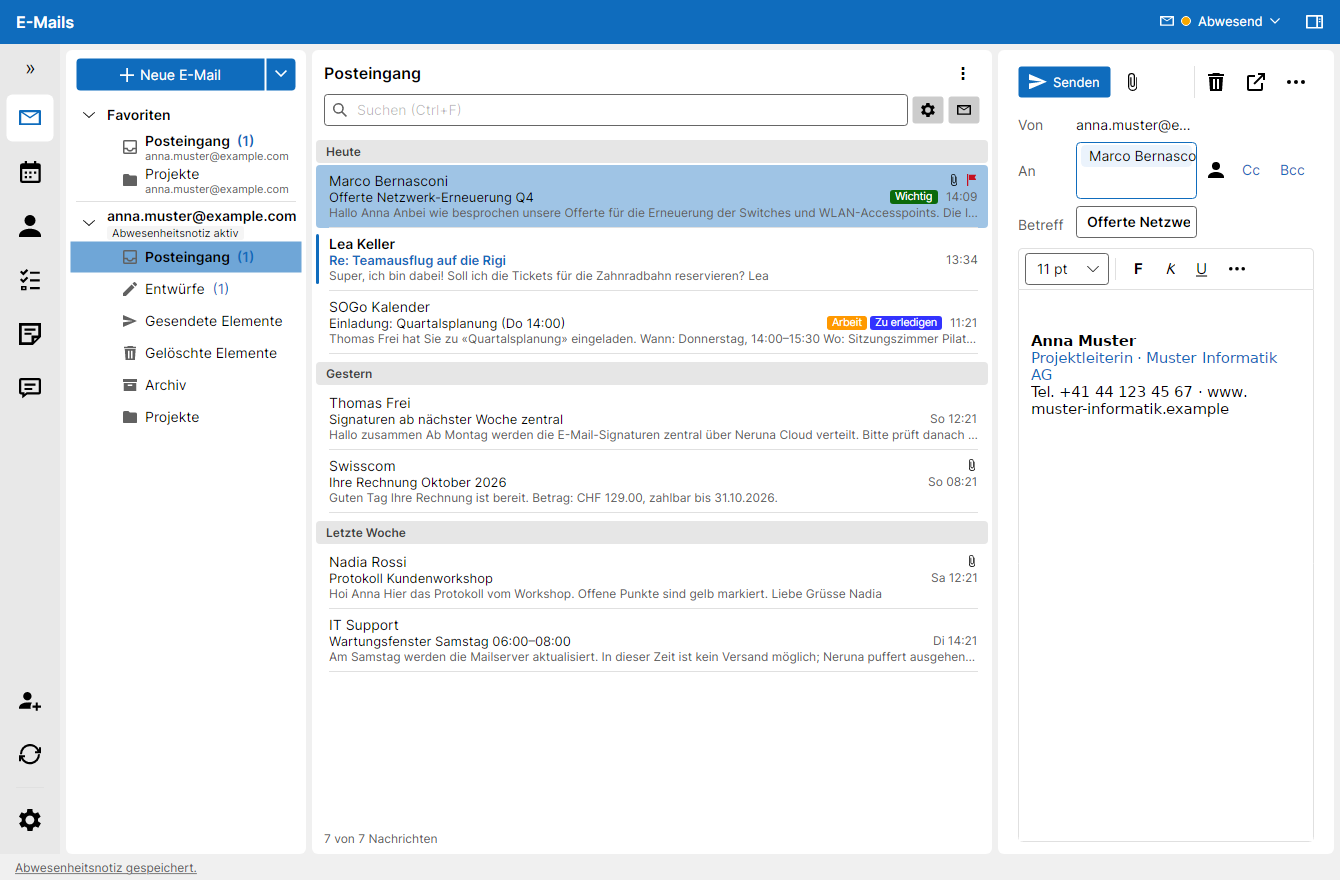 E-Mails
Abwesend
Neue E-Mail
Favoriten
Posteingang (1)
anna.muster@example.com
Projekte
anna.muster@example.com
anna.muster@example.com
Abwesenheitsnotiz aktiv
Posteingang (1)
Entwürfe (1)
Gesendete Elemente
Gelöschte Elemente
Archiv
Projekte
Posteingang
Suchen (Ctrl+F)
Heute
Marco Bernasconi
Offerte Netzwerk-Erneuerung Q4 Wichtig 14:09
Hallo Anna Anbei wie besprochen unsere Offerte für die Erneuerung der Switches und WLAN-Accesspoints. Die I...
Lea Keller
Re: Teamausflug auf die Rigi 13:34
Super, ich bin dabei! Soll ich die Tickets für die Zahnradbahn reservieren? Lea
SOGo Kalender
Einladung: Quartalsplanung (Do 14:00) Arbeit Zu erledigen 11:21
Thomas Frei hat Sie zu «Quartalsplanung» eingeladen. Wann: Donnerstag, 14:00–15:30 Wo: Sitzungszimmer Pilat...
Gestern
Thomas Frei
Signaturen ab nächster Woche zentral So 12:21
Hallo zusammen Ab Montag werden die E-Mail-Signaturen zentral über Neruna Cloud verteilt. Bitte prüft danach ...
Swisscom
Ihre Rechnung Oktober 2026 So 08:21
Guten Tag Ihre Rechnung ist bereit. Betrag: CHF 129.00, zahlbar bis 31.10.2026.
Letzte Woche
Nadia Rossi
Protokoll Kundenworkshop Sa 12:21
Hoi Anna Hier das Protokoll vom Workshop. Offene Punkte sind gelb markiert. Liebe Grüsse Nadia
IT Support
Wartungsfenster Samstag 06:00–08:00 Di 14:21
Am Samstag werden die Mailserver aktualisiert. In dieser Zeit ist kein Versand möglich; Neruna puffert ausgehen...
7 von 7 Nachrichten
Senden
Von anna.muster@e...
An Marco Bernasco Cc Bcc
Betreff Offerte Netzwe
11 pt F K U
Anna Muster
Projektleiterin · Muster Informatik
AG
Tel. +41 44 123 45 67 · www.
muster-informatik.example
Abwesenheitsnotiz gespeichert.